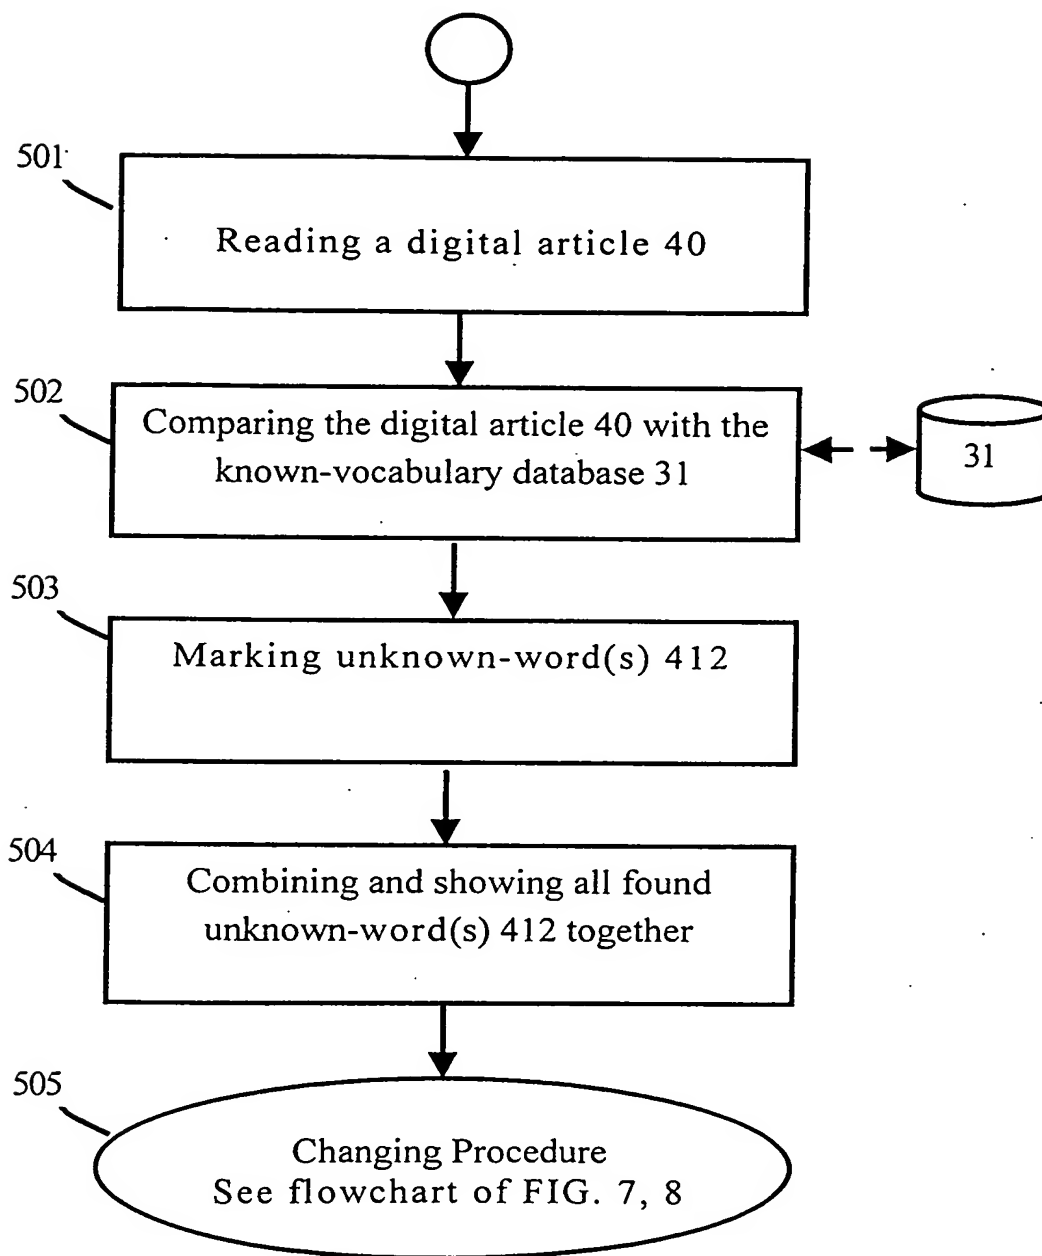 501
Reading a digital article 40
502
Comparing the digital article 40 with the
known-vocabulary database 31
31
503
Marking unknown-word(s) 412
504
Combining and showing all found
unknown-word(s) 412 together
505
Changing Procedure
See flowchart of FIG. 7, 8